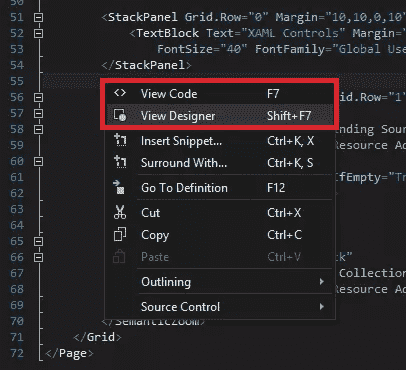 50
51 <StackPanel Grid.Row="0" Margin="10,10,0,10"
52 <TextBlock Text="XAML Controls" Margin="
53 FontSize="40" FontFamily="Global Use
54 </StackPanel>
55
56 View Code F7 id.Row="1"
57 View Designer Shift+F7
58 Insert Snippet... Ctrl+K, X nding Sour
59 Resource Ad
60 Surround With... Ctrl+K, S
61 Go To Definition F12 IfEmpty="Tr
62
63 Cut Ctrl+X
64 Copy Ctrl+C
65
66 Paste Ctrl+V k"
67 Outlining Collection
68 Resource Ad
69 Source Control
70 </SemanticZoom>
71 </Grid>
72 </Page>